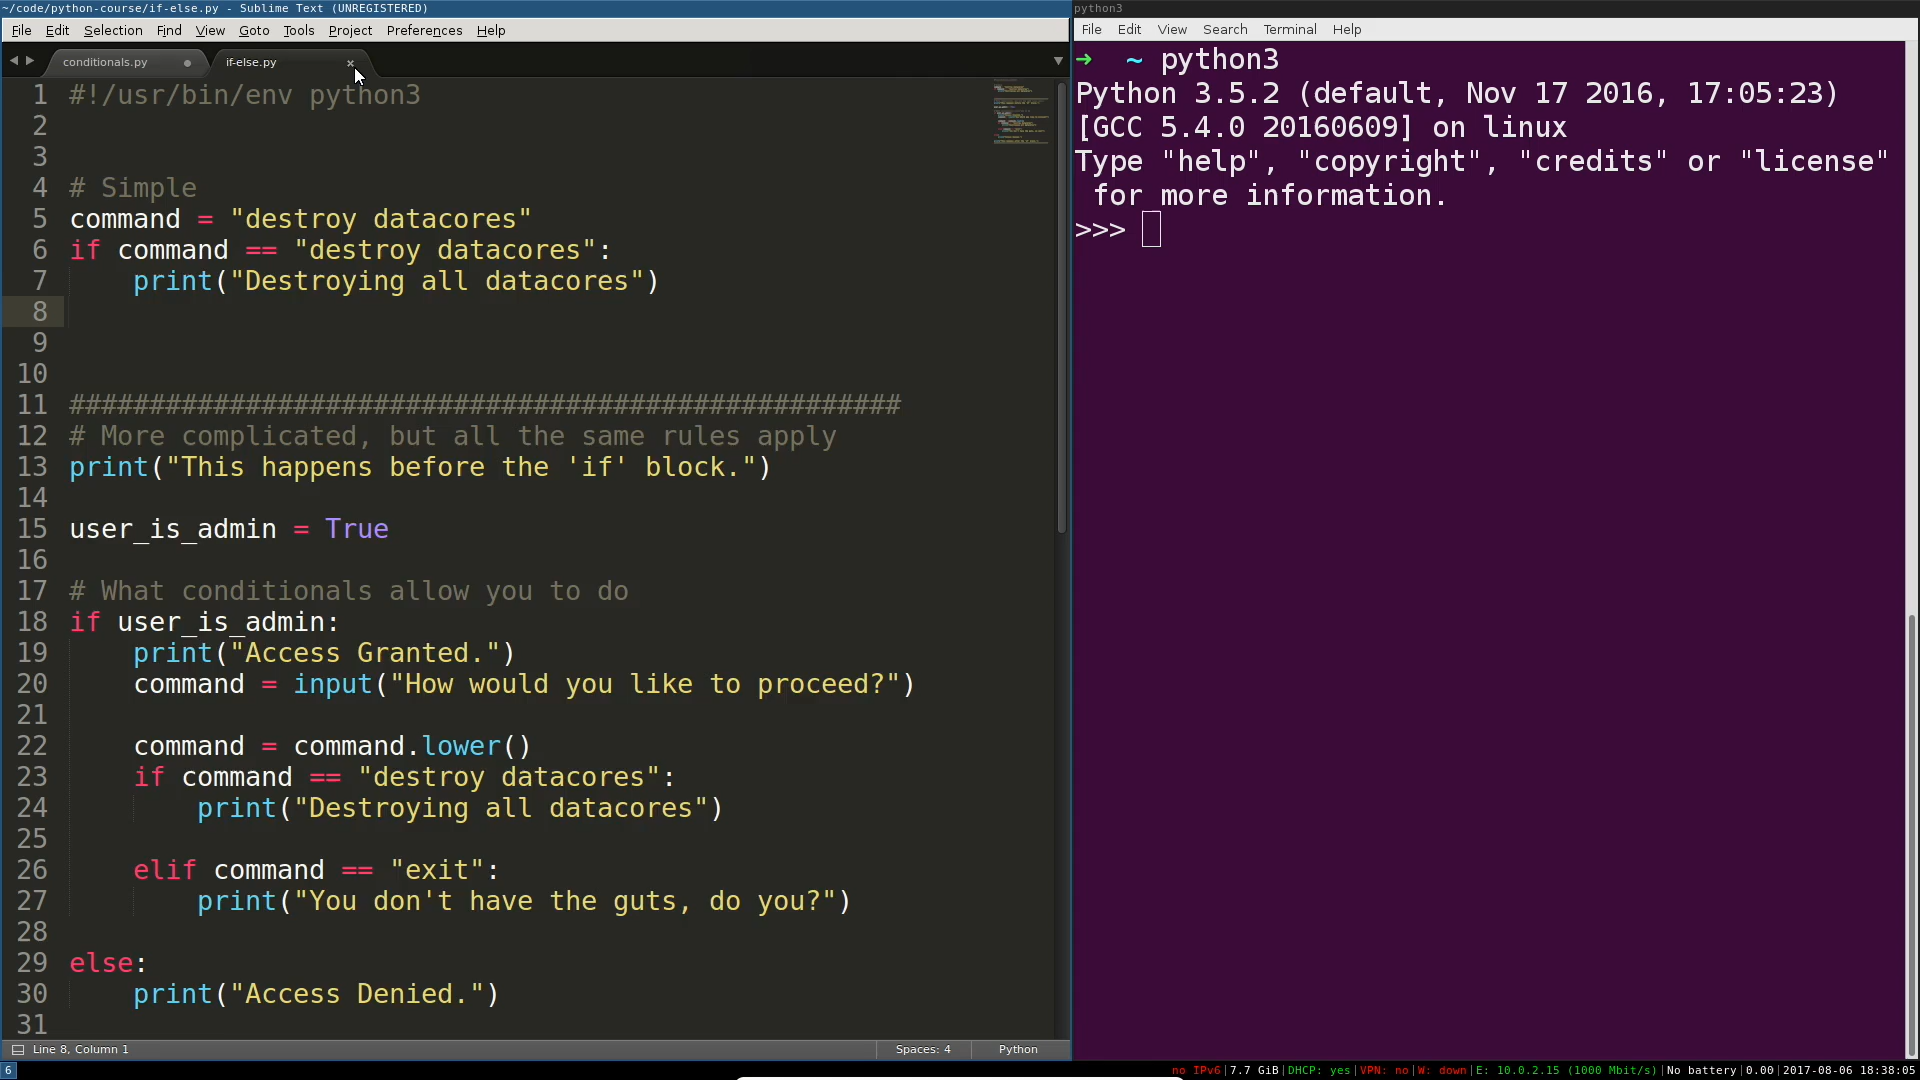 ~/code/python-course/if-else.py - Sublime Text (UNREGISTERED)
File Edit Selection Find View Goto Tools Project Preferences Help
conditionals.py if-else.py
1 #!/usr/bin/env python3
2
3
4 # Simple
5 command = "destroy datacores"
6 if command == "destroy datacores":
7 print("Destroying all datacores")
8
9
10
11 ####################################################
12 # More complicated, but all the same rules apply
13 print("This happens before the 'if' block.")
14
15 user_is_admin = True
16
17 # What conditionals allow you to do
18 if user_is_admin:
19 print("Access Granted.")
20 command = input("How would you like to proceed?")
21
22 command = command.lower()
23 if command == "destroy datacores":
24 print("Destroying all datacores")
25
26 elif command == "exit":
27 print("You don't have the guts, do you?")
28
29 else:
30 print("Access Denied.")
31
Line 8, Column 1 Spaces: 4 Python
python3
File Edit View Search Terminal Help
➜ ~ python3
Python 3.5.2 (default, Nov 17 2016, 17:05:23)
[GCC 5.4.0 20160609] on linux
Type "help", "copyright", "credits" or "license"
for more information.
>>>
6 no IPv6|7.7 GiB|DHCP: yes|VPN: no|W: down|E: 10.0.2.15 (1000 Mbit/s)|No battery|0.00|2017-08-06 18:38:05